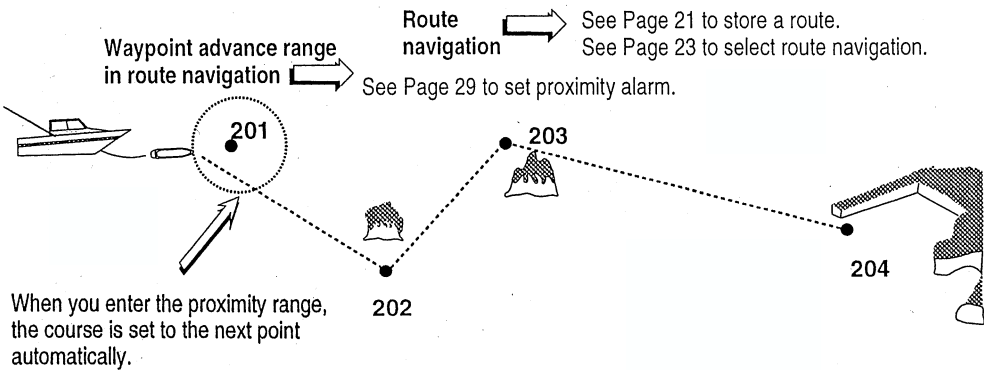 Route
navigation
See Page 21 to store a route.
See Page 23 to select route navigation.
Waypoint advance range
in route navigation
See Page 29 to set proximity alarm.
201
203
202
204
When you enter the proximity range,
the course is set to the next point
automatically.